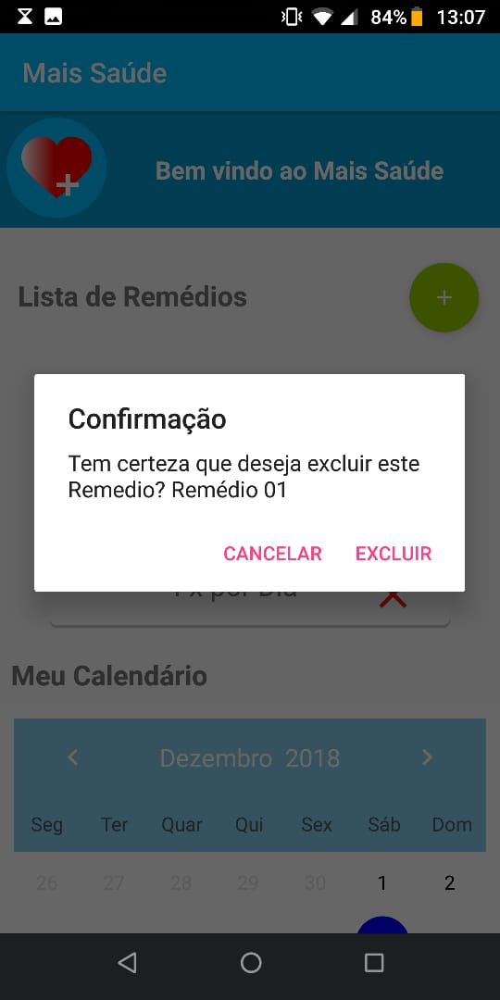 84% 13:07
Mais Saúde
Bem vindo ao Mais Saúde
Lista de Remédios
+
Confirmação
Tem certeza que deseja excluir este
Remedio? Remédio 01
CANCELAR EXCLUIR
por Dia
Meu Calendário
Dezembro 2018
Seg Ter Quar Qui Sex Sáb Dom
26 27 28 29 30 1 2